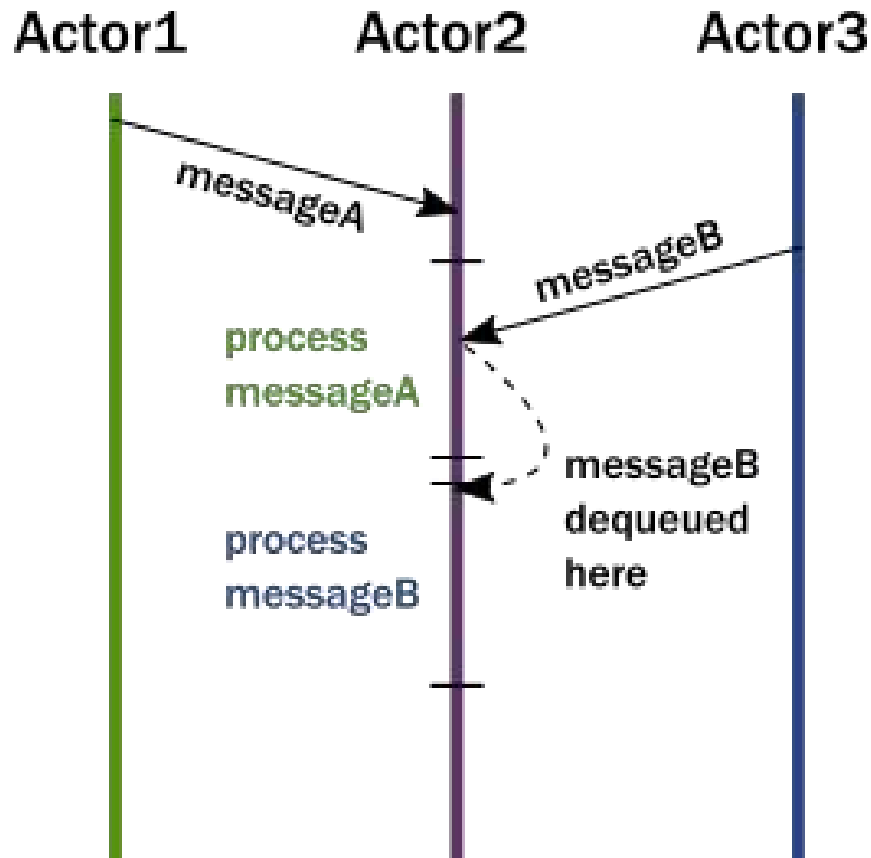 Actor1
Actor2
Actor3
messageA
messageB
process
messageA
messageB
dequeued
here
process
messageB